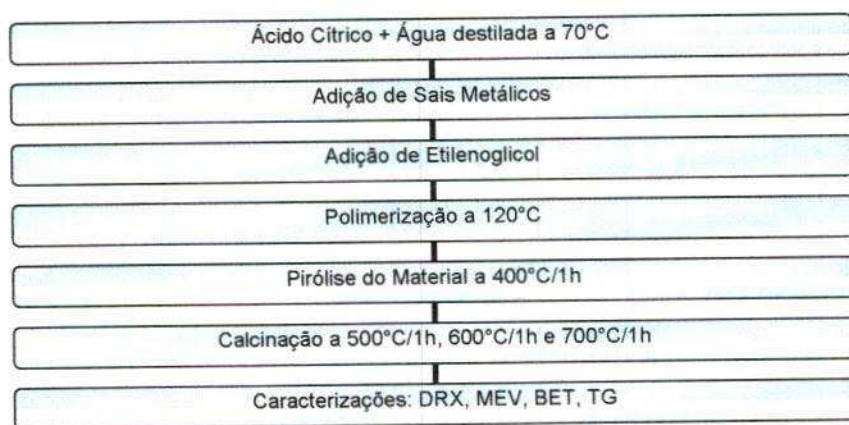 Ácido Cítrico + Água destilada a 70°C
Adição de Sais Metálicos
Adição de Etilenoglicol
Polimerização a 120°C
Pirólise do Material a 400°C/1h
Calcinação a 500°C/1h, 600°C/1h e 700°C/1h
Caracterizações: DRX, MEV, BET, TG